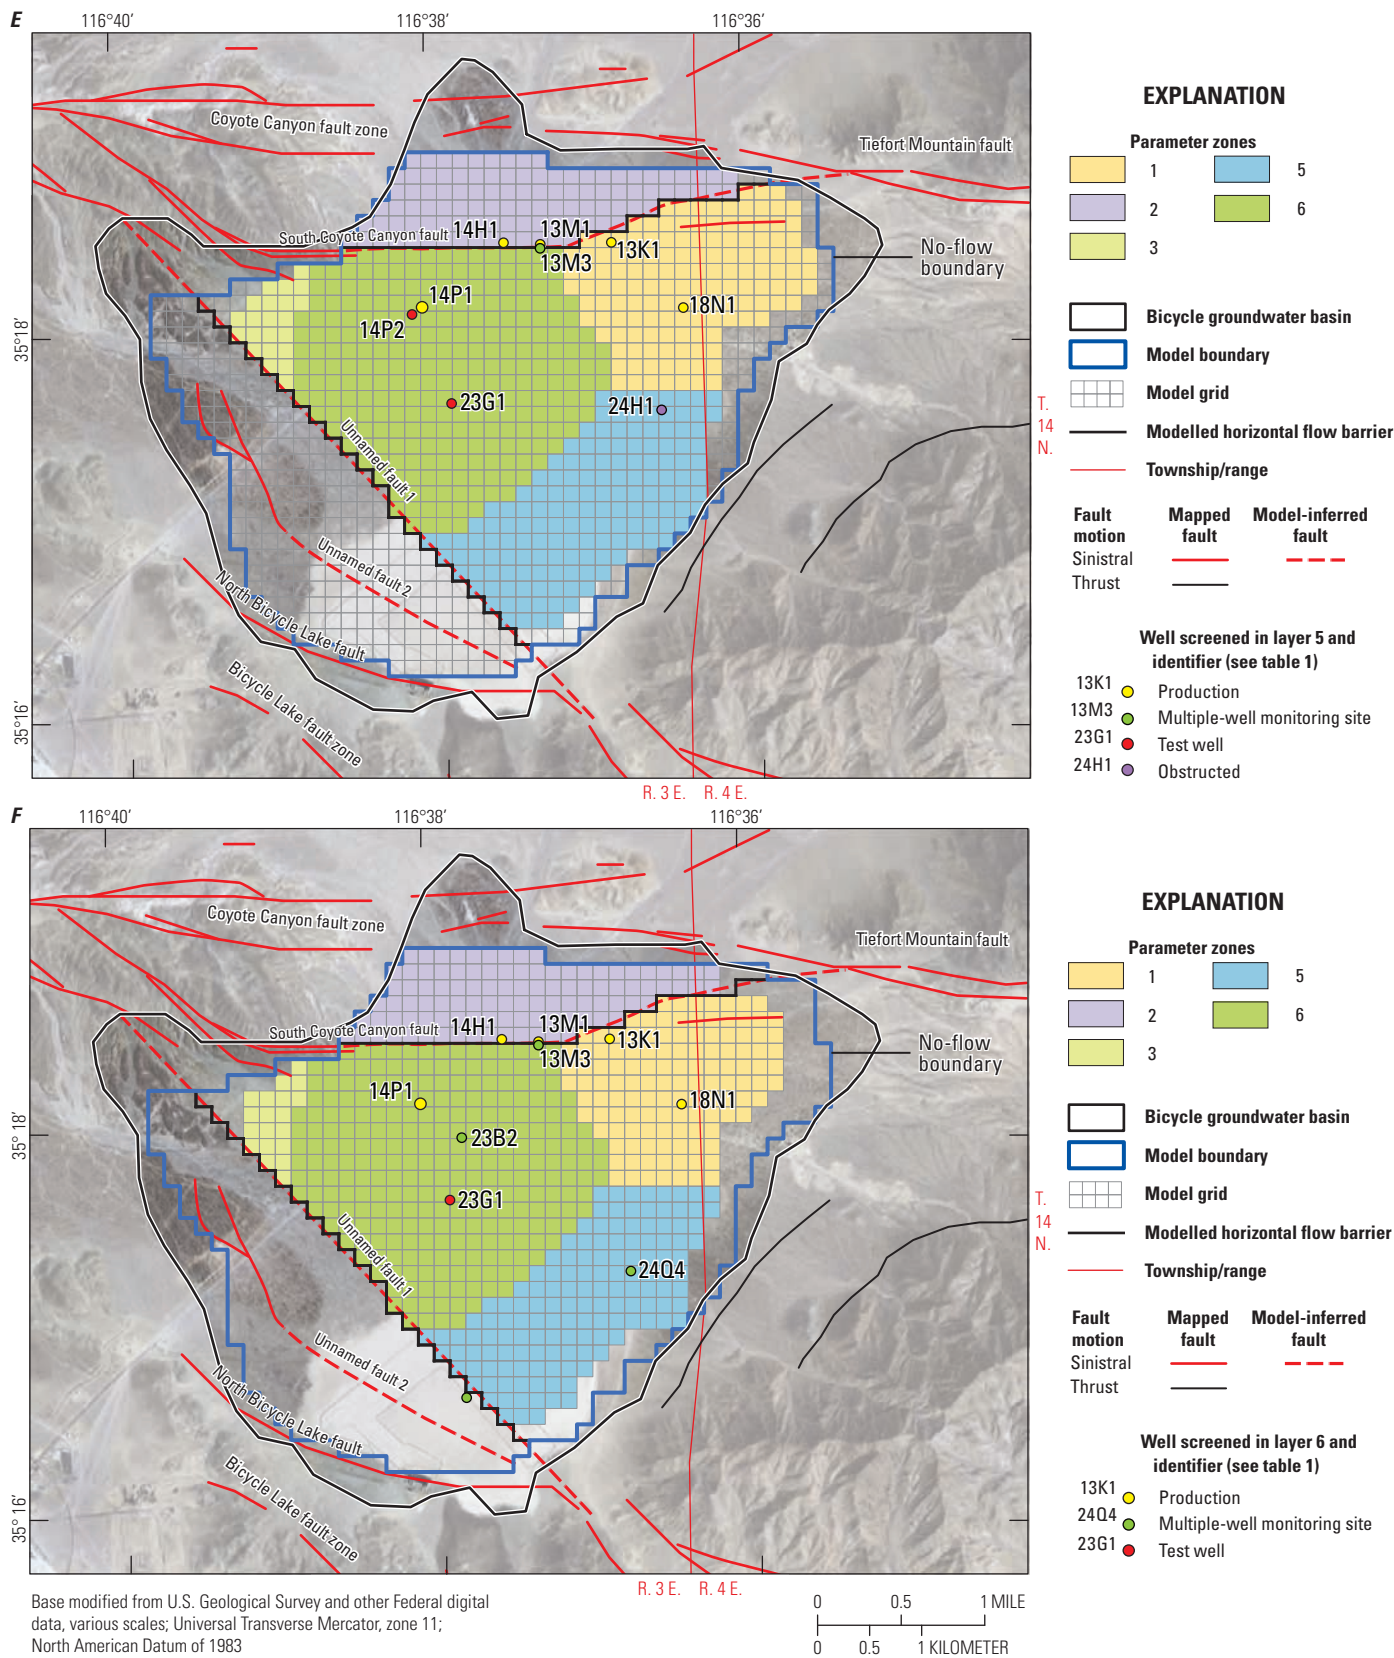 E
116°40′
116°38′
116°36′
Coyote Canyon fault zone
Tiefort Mountain fault
South Coyote Canyon fault
14H1
13M1
13M3
13K1
No-flow
boundary
14P1
14P2
18N1
35°18′
23G1
24H1
T.
14
N.
Unnamed fault 1
Unnamed fault 2
North Bicycle Lake fault
Bicycle Lake fault zone
35°16′
R. 3 E.
R. 4 E.
EXPLANATION
Parameter zones
1
5
2
6
3
Bicycle groundwater basin
Model boundary
Model grid
Modelled horizontal flow barrier
Township/range
Fault motion
Mapped fault
Model-inferred fault
Sinistral
Thrust
Well screened in layer 5 and
identifier (see table 1)
13K1 Production
13M3 Multiple-well monitoring site
23G1 Test well
24H1 Obstructed
F
116°40′
116°38′
116°36′
Coyote Canyon fault zone
Tiefort Mountain fault
South Coyote Canyon fault
14H1
13M1
13M3
13K1
No-flow
boundary
14P1
18N1
23B2
35° 18′
23G1
T.
14
N.
Unnamed fault 1
24Q4
Unnamed fault 2
North Bicycle Lake fault
Bicycle Lake fault zone
35° 16′
R. 3 E.
R. 4 E.
EXPLANATION
Parameter zones
1
5
2
6
3
Bicycle groundwater basin
Model boundary
Model grid
Modelled horizontal flow barrier
Township/range
Fault motion
Mapped fault
Model-inferred fault
Sinistral
Thrust
Well screened in layer 6 and
identifier (see table 1)
13K1 Production
24Q4 Multiple-well monitoring site
23G1 Test well
Base modified from U.S. Geological Survey and other Federal digital
data, various scales; Universal Transverse Mercator, zone 11;
North American Datum of 1983
0 0.5 1 MILE
0 0.5 1 KILOMETER